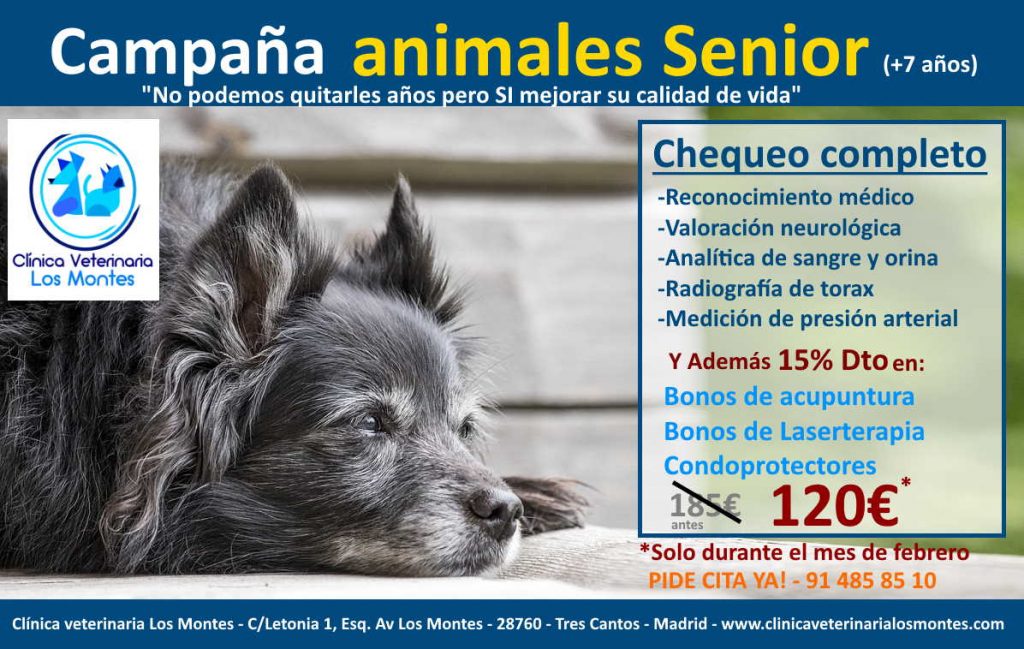 Campaña animales Senior (+7 años)
"No podemos quitarles años pero SI mejorar su calidad de vida"
Clínica Veterinaria
Los Montes
Chequeo completo
-Reconocimiento médico
-Valoración neurológica
-Analítica de sangre y orina
-Radiografía de torax
-Medición de presión arterial
Y Además 15% Dto en:
Bonos de acupuntura
Bonos de Laserterapia
Condoprotectores
185€ 120€*
antes
*Solo durante el mes de febrero
PIDE CITA YA! - 91 485 85 10
Clínica veterinaria Los Montes - C/Letonia 1, Esq. Av Los Montes - 28760 - Tres Cantos - Madrid - www.clinicaveterinarialosmontes.com